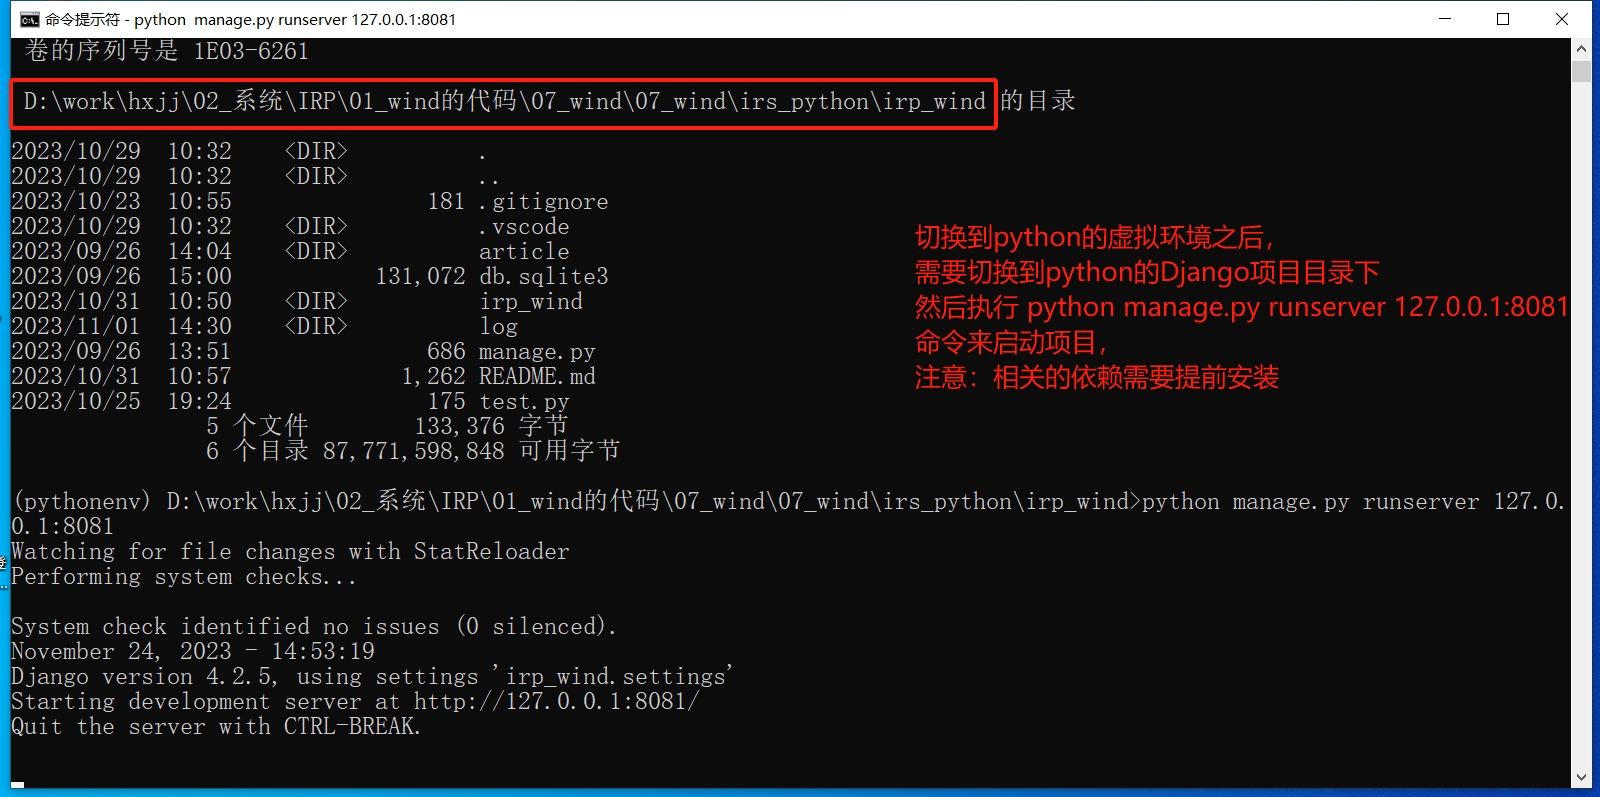 命令提示符 - python  manage.py runserver 127.0.0.1:8081
卷的序列号是 1E03-6261
D:\work\hxjj\02_系统\IRP\01_wind的代码\07_wind\07_wind\irs_python\irp_wind 的目录
2023/10/29  10:32    <DIR>          .
2023/10/29  10:32    <DIR>          ..
2023/10/23  10:55               181 .gitignore
2023/10/29  10:32    <DIR>          .vscode
2023/09/26  14:04    <DIR>          article
2023/09/26  15:00           131,072 db.sqlite3
2023/10/31  10:50    <DIR>          irp_wind
2023/11/01  14:30    <DIR>          log
2023/09/26  13:51               686 manage.py
2023/10/31  10:57             1,262 README.md
2023/10/25  19:24               175 test.py
5 个文件        133,376 字节
6 个目录 87,771,598,848 可用字节
切换到python的虚拟环境之后，
需要切换到python的Django项目目录下
然后执行 python manage.py runserver 127.0.0.1:8081
命令来启动项目，
注意：相关的依赖需要提前安装
(pythonenv) D:\work\hxjj\02_系统\IRP\01_wind的代码\07_wind\07_wind\irs_python\irp_wind>python manage.py runserver 127.0.
0.1:8081
Watching for file changes with StatReloader
Performing system checks...
System check identified no issues (0 silenced).
November 24, 2023 - 14:53:19
Django version 4.2.5, using settings 'irp_wind.settings'
Starting development server at http://127.0.0.1:8081/
Quit the server with CTRL-BREAK.